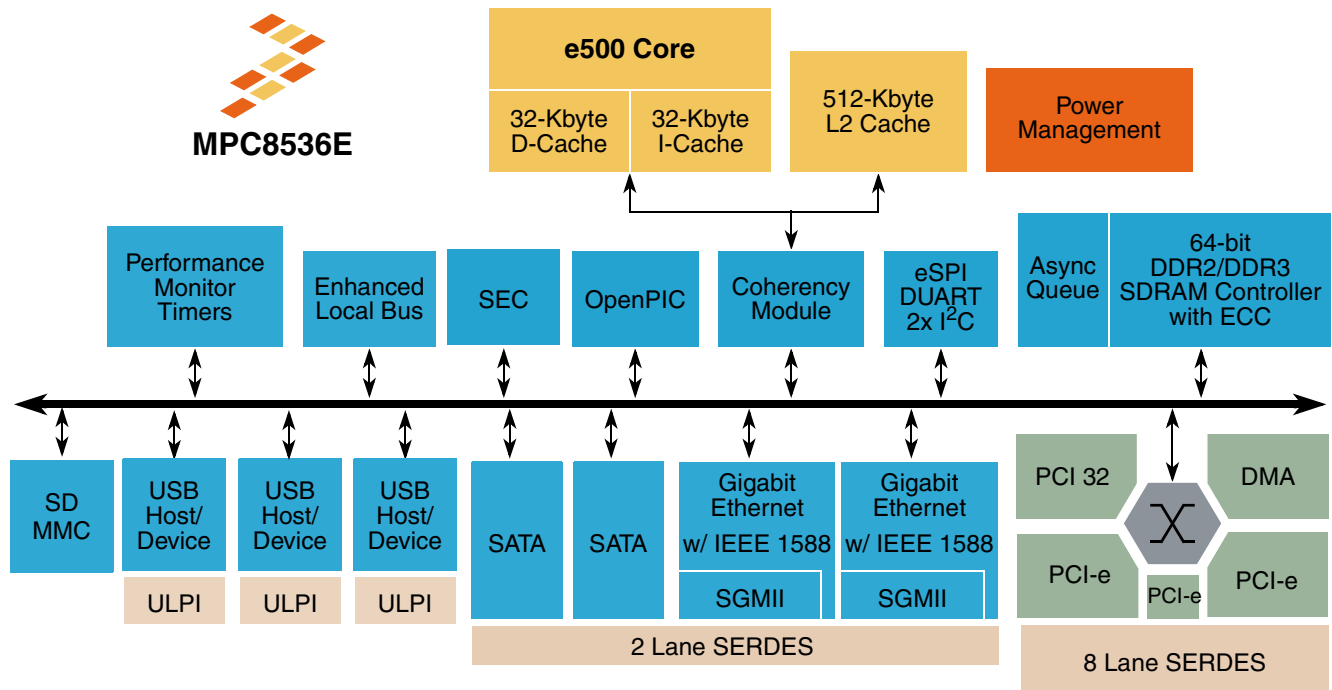 MPC8536E
e500 Core
32-Kbyte
D-Cache
32-Kbyte
I-Cache
512-Kbyte
L2 Cache
Power
Management
Performance
Monitor
Timers
Enhanced
Local Bus
SEC
OpenPIC
Coherency
Module
eSPI
DUART
2x I²C
Async
Queue
64-bit
DDR2/DDR3
SDRAM Controller
with ECC
SD
MMC
USB
Host/
Device
ULPI
USB
Host/
Device
ULPI
USB
Host/
Device
ULPI
SATA
SATA
Gigabit
Ethernet
w/ IEEE 1588
SGMII
Gigabit
Ethernet
w/ IEEE 1588
SGMII
2 Lane SERDES
PCI 32
DMA
PCI-e
PCI-e
PCI-e
8 Lane SERDES